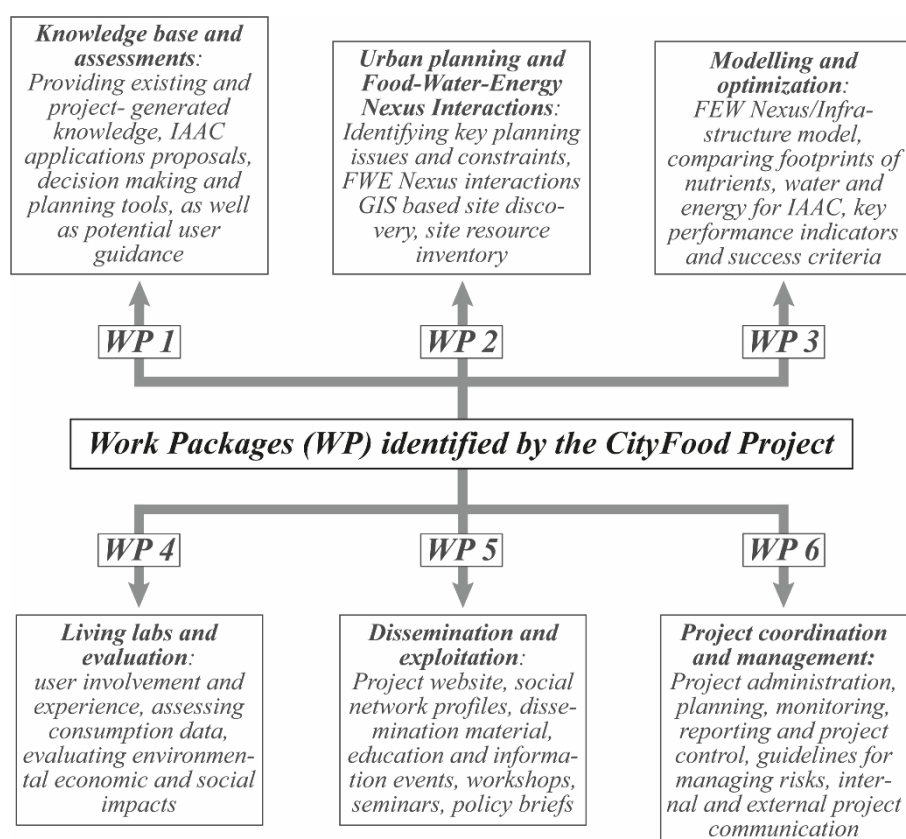 Knowledge base and
assessments:
Providing existing and
project- generated
knowledge, IAAC
applications proposals,
decision making and
planning tools, as well
as potential user
guidance
Urban planning and
Food-Water-Energy
Nexus Interactions:
Identifying key planning
issues and constraints,
FWE Nexus interactions
GIS based site disco-
very, site resource
inventory
Modelling and
optimization:
FEW Nexus/Infra-
structure model,
comparing footprints of
nutrients, water and
energy for IAAC, key
performance indicators
and success criteria
WP 1
WP 2
WP 3
Work Packages (WP) identified by the CityFood Project
WP 4
WP 5
WP 6
Living labs and
evaluation:
user involvement and
experience, assessing
consumption data,
evaluating environmen-
tal economic and social
impacts
Dissemination and
exploitation:
Project website, social
network profiles, disse-
mination material,
education and informa-
tion events, workshops,
seminars, policy briefs
Project coordination
and management:
Project administration,
planning, monitoring,
reporting and project
control, guidelines for
managing risks, inter-
nal and external project
communication